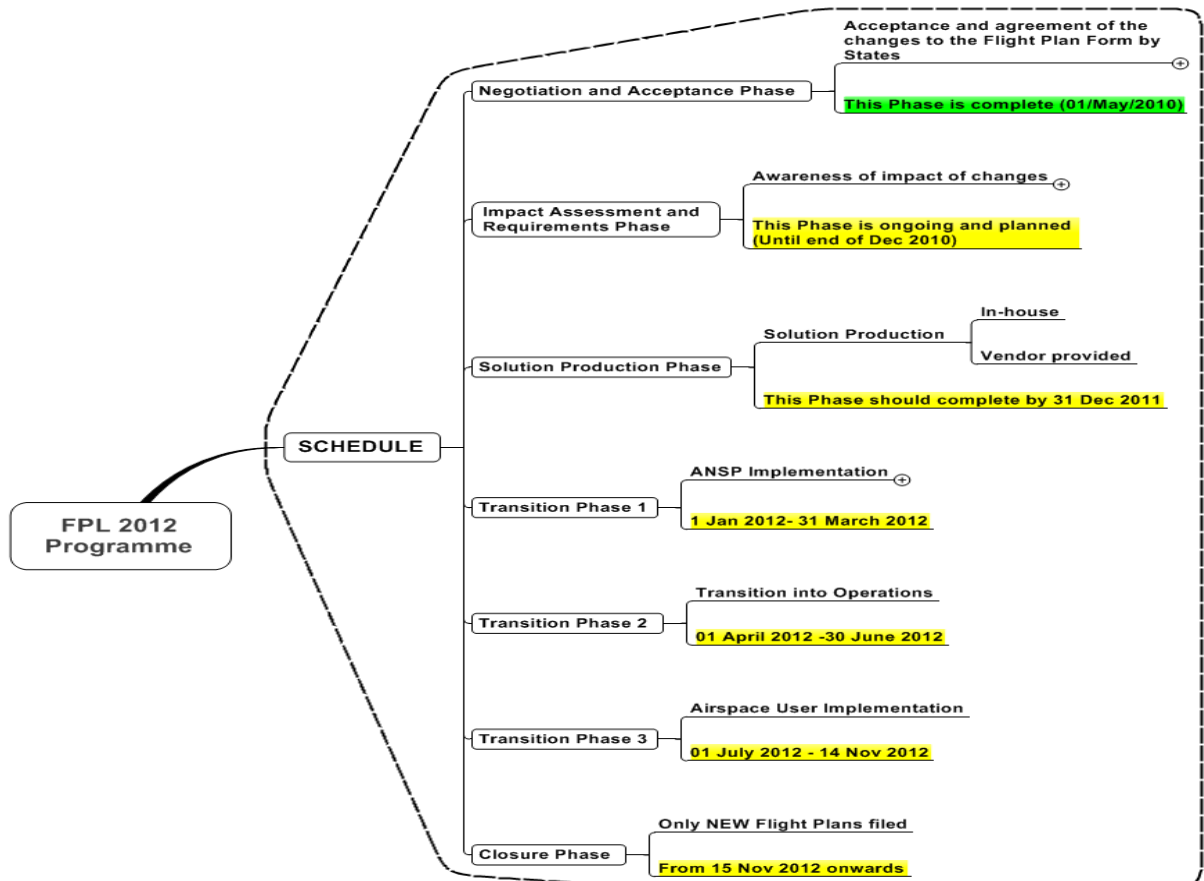 Acceptance and agreement of the
changes to the Flight Plan Form by
States
Negotiation and Acceptance Phase
This Phase is complete (01/May/2010)
Awareness of impact of changes
Impact Assessment and
Requirements Phase
This Phase is ongoing and planned
(Until end of Dec 2010)
In-house
Solution Production
Vendor provided
Solution Production Phase
This Phase should complete by 31 Dec 2011
SCHEDULE
ANSP Implementation
Transition Phase 1
1 Jan 2012- 31 March 2012
FPL 2012
Programme
Transition into Operations
Transition Phase 2
01 April 2012 -30 June 2012
Airspace User Implementation
Transition Phase 3
01 July 2012 - 14 Nov 2012
Only NEW Flight Plans filed
Closure Phase
From 15 Nov 2012 onwards